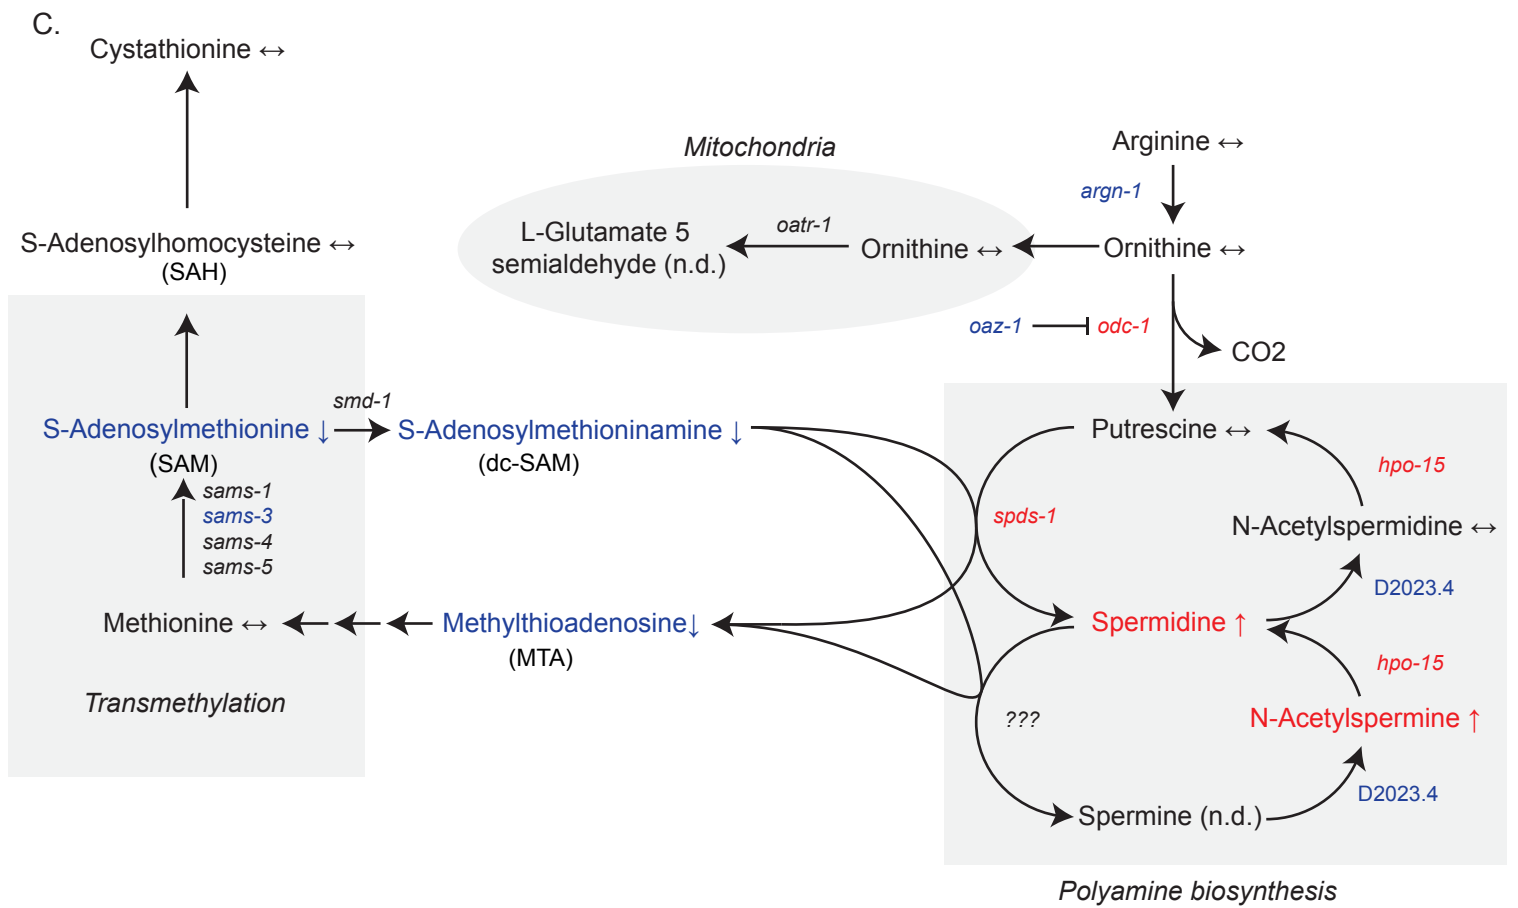 C.
Cystathionine ↔
Mitochondria
Arginine ↔
argn-1
S-Adenosylhomocysteine ↔
(SAH)
L-Glutamate 5
semialdehyde (n.d.)
oatr-1
Ornithine ↔
Ornithine ↔
oaz-1
odc-1
CO2
smd-1
S-Adenosylmethionine ↓
(SAM)
S-Adenosylmethioninamine ↓
(dc-SAM)
Putrescine ↔
hpo-15
sams-1
sams-3
sams-4
sams-5
spds-1
N-Acetylspermidine ↔
D2023.4
Methionine ↔
Methylthioadenosine↓
(MTA)
Spermidine ↑
hpo-15
Transmethylation
???
N-Acetylspermine ↑
D2023.4
Spermine (n.d.)
Polyamine biosynthesis